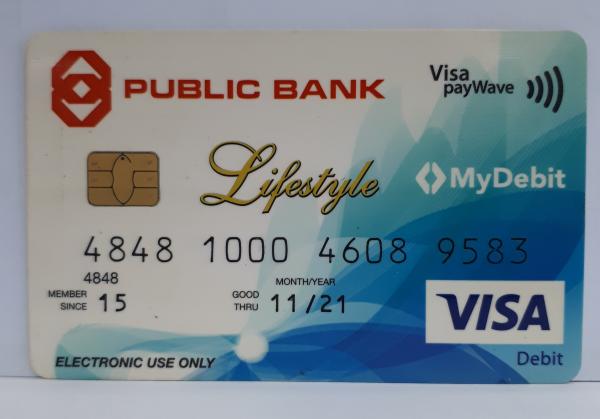 PUBLIC BANK
Visa
payWave
Lifestyle
MyDebit
4848 1000 4608 9583
4848
MONTH/YEAR
MEMBER SINCE 15 GOOD THRU 11/21
VISA
Debit
ELECTRONIC USE ONLY